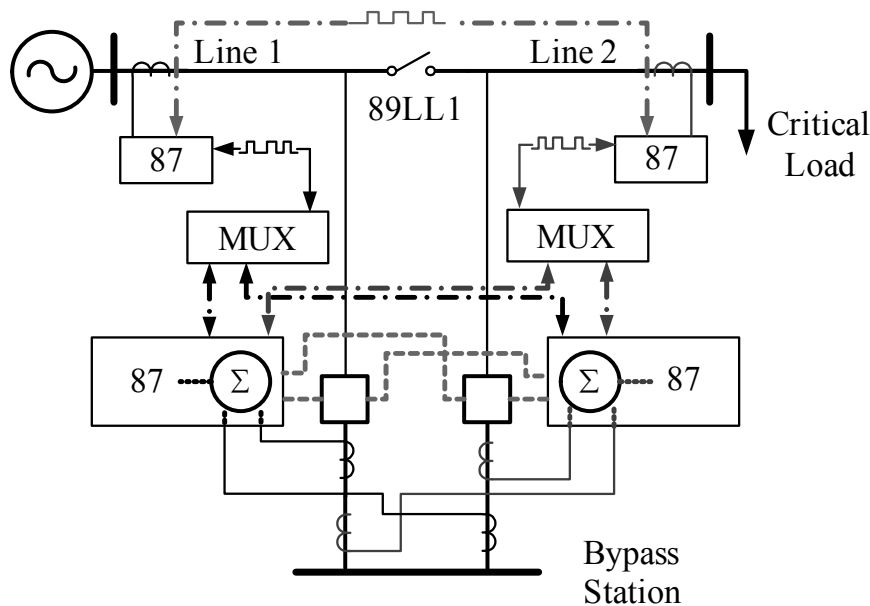 Line 1
Line 2
89LL1
Critical
Load
87
87
MUX
MUX
87
Σ
Σ
87
Bypass
Station